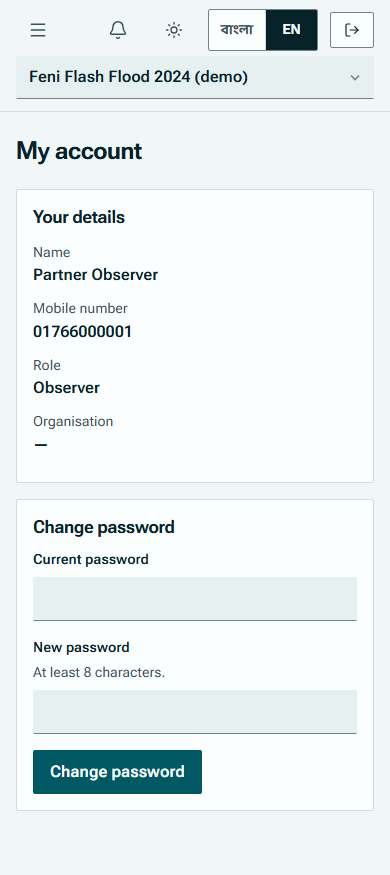 বাংলা EN
Feni Flash Flood 2024 (demo)
My account
Your details
Name
Partner Observer
Mobile number
01766000001
Role
Observer
Organisation
—
Change password
Current password
New password
At least 8 characters.
Change password